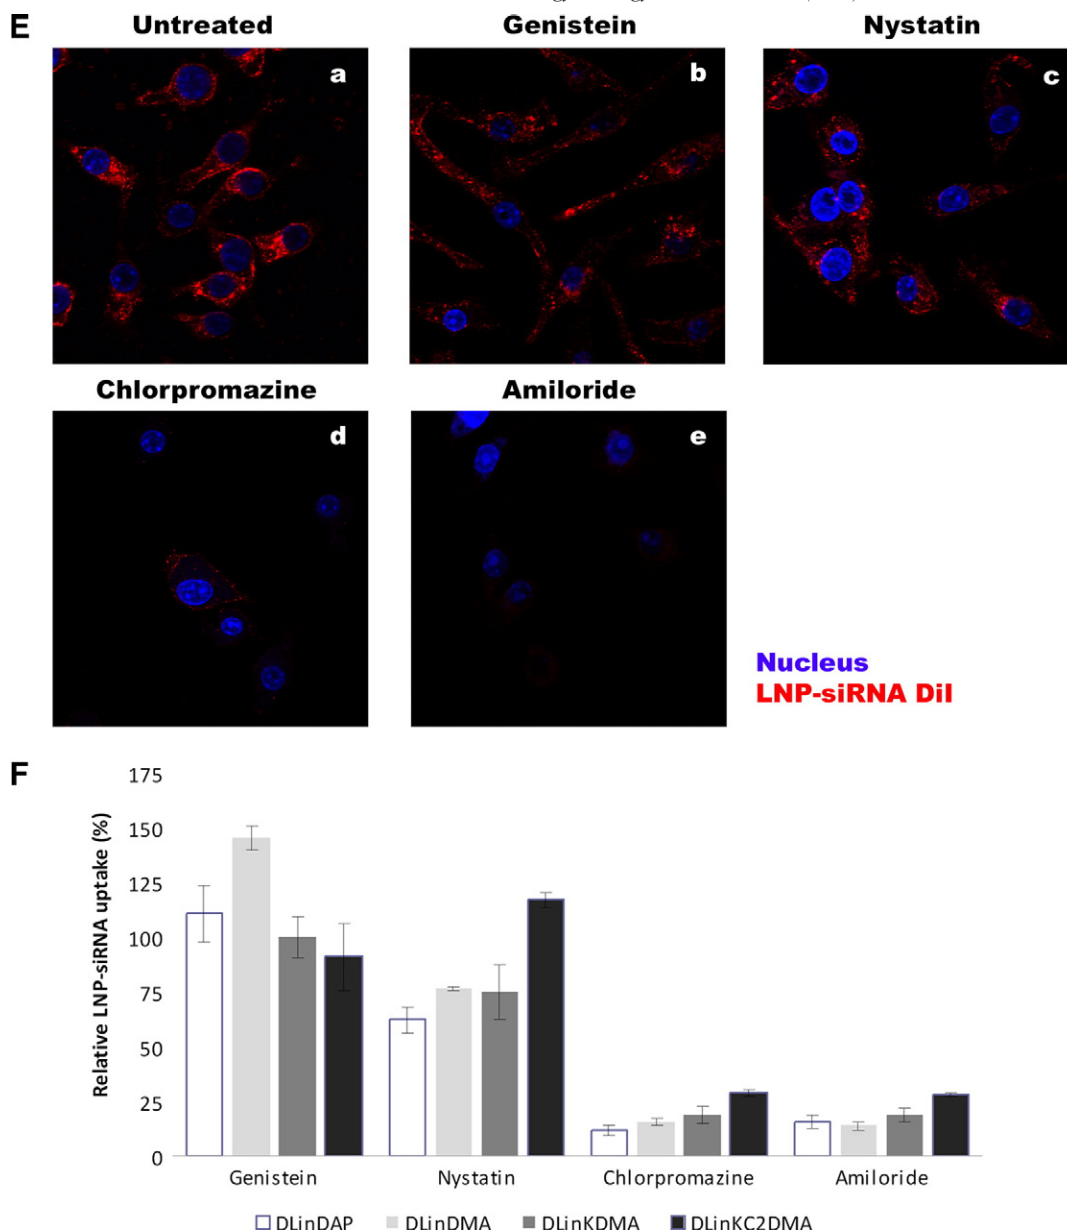 E
Untreated Genistein Nystatin
a b c
Chlorpromazine Amiloride
d e
Nucleus
LNP-siRNA DiI
F
Relative LNP-siRNA uptake (%)
175
150
125
100
75
50
25
0
Genistein Nystatin Chlorpromazine Amiloride
DLinDAP DLinDMA DLinKDMA DLinKC2DMA